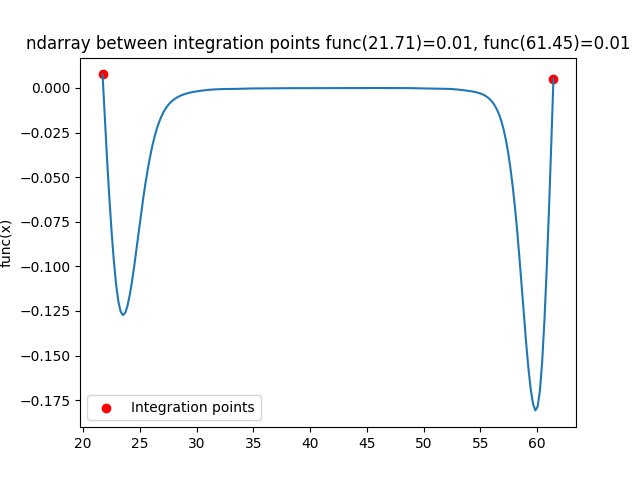 ndarray between integration points func(21.71)=0.01, func(61.45)=0.01
0.000
−0.025
−0.050
−0.075
−0.100
−0.125
−0.150
−0.175
func(x)
Integration points
20 25 30 35 40 45 50 55 60